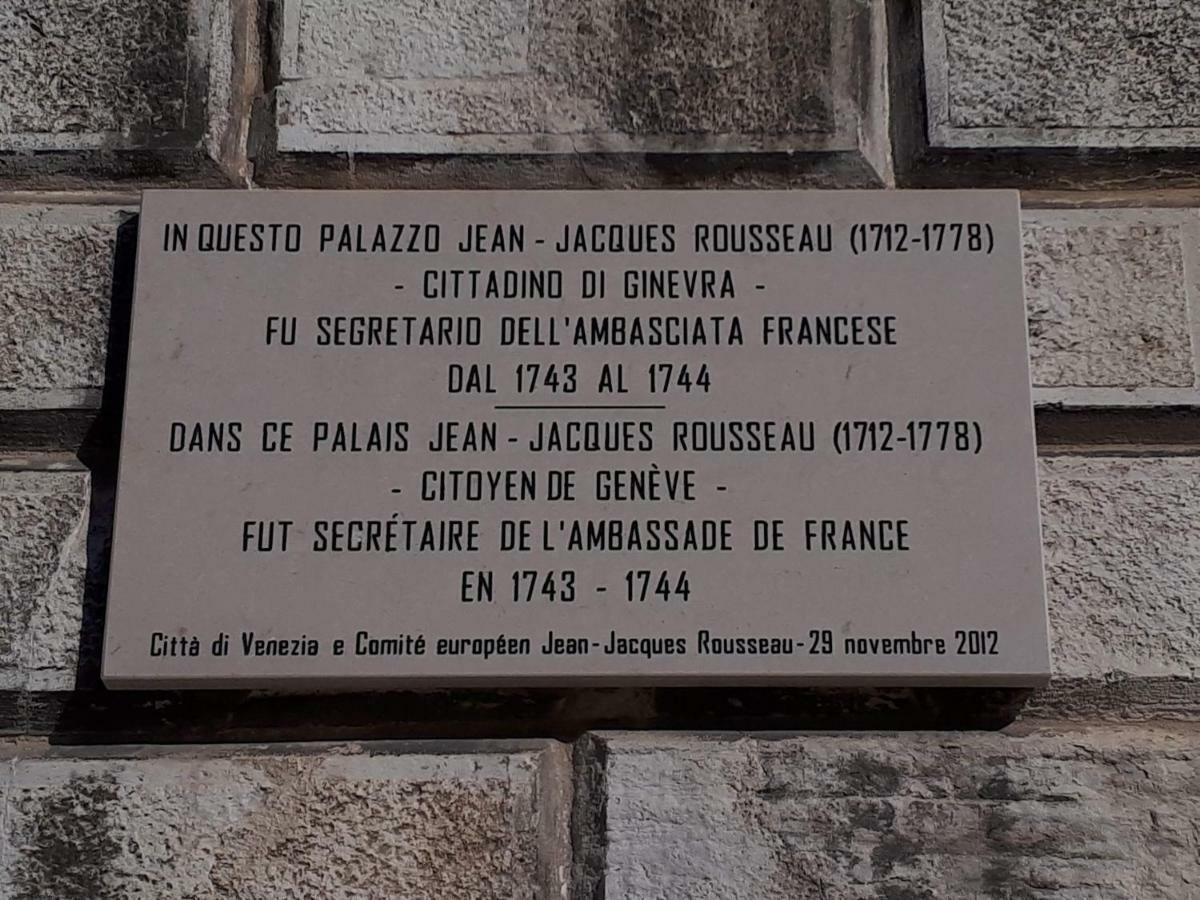 IN QUESTO PALAZZO JEAN - JACQUES ROUSSEAU (1712-1778)
- CITTADINO DI GINEVRA -
FU SEGRETARIO DELL'AMBASCIATA FRANCESE
DAL 1743 AL 1744
DANS CE PALAIS JEAN - JACQUES ROUSSEAU (1712-1778)
- CITOYEN DE GENÈVE -
FUT SECRÉTAIRE DE L'AMBASSADE DE FRANCE
EN 1743 - 1744
Città di Venezia e Comité européen Jean-Jacques Rousseau-29 novembre 2012